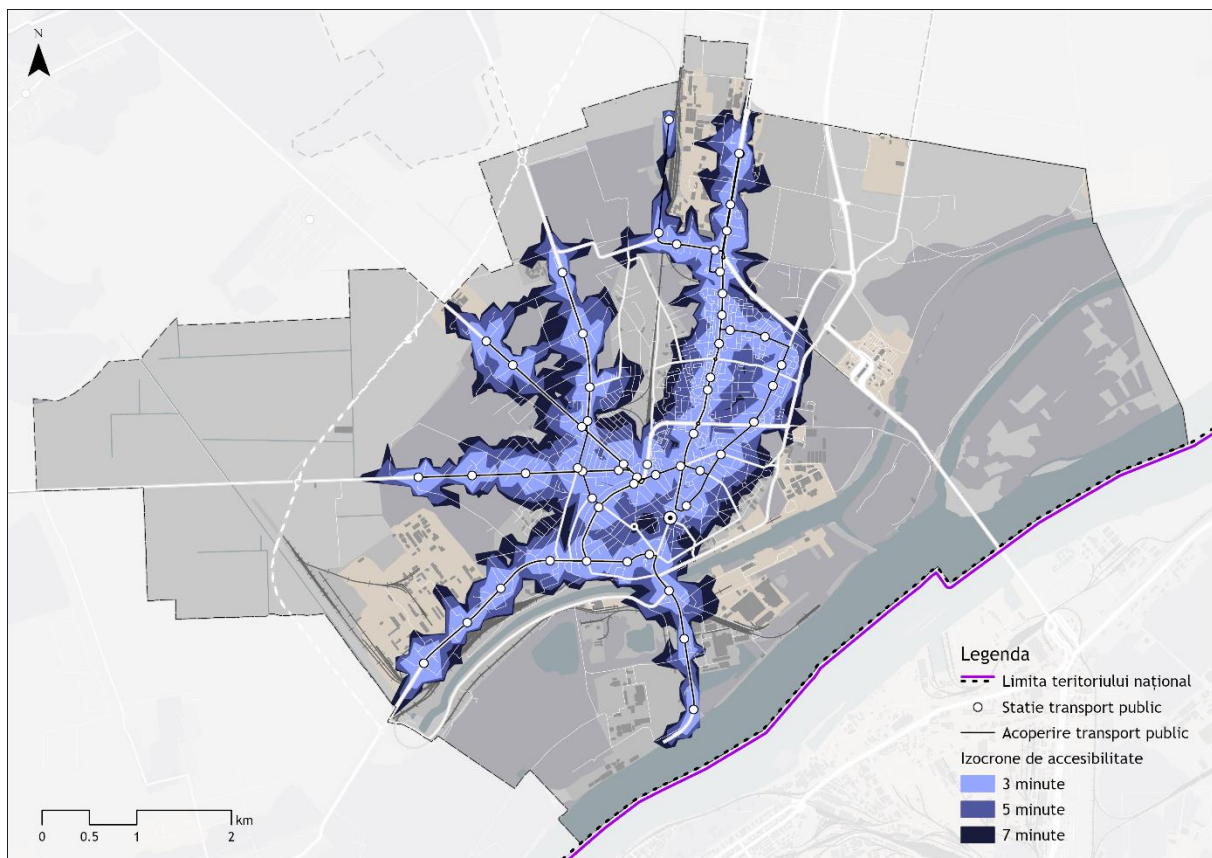 N
Legenda
Limita teritoriului național
Statie transport public
Acoperire transport public
Izocrone de accesibilitate
3 minute
5 minute
7 minute
km
0 0.5 1 2